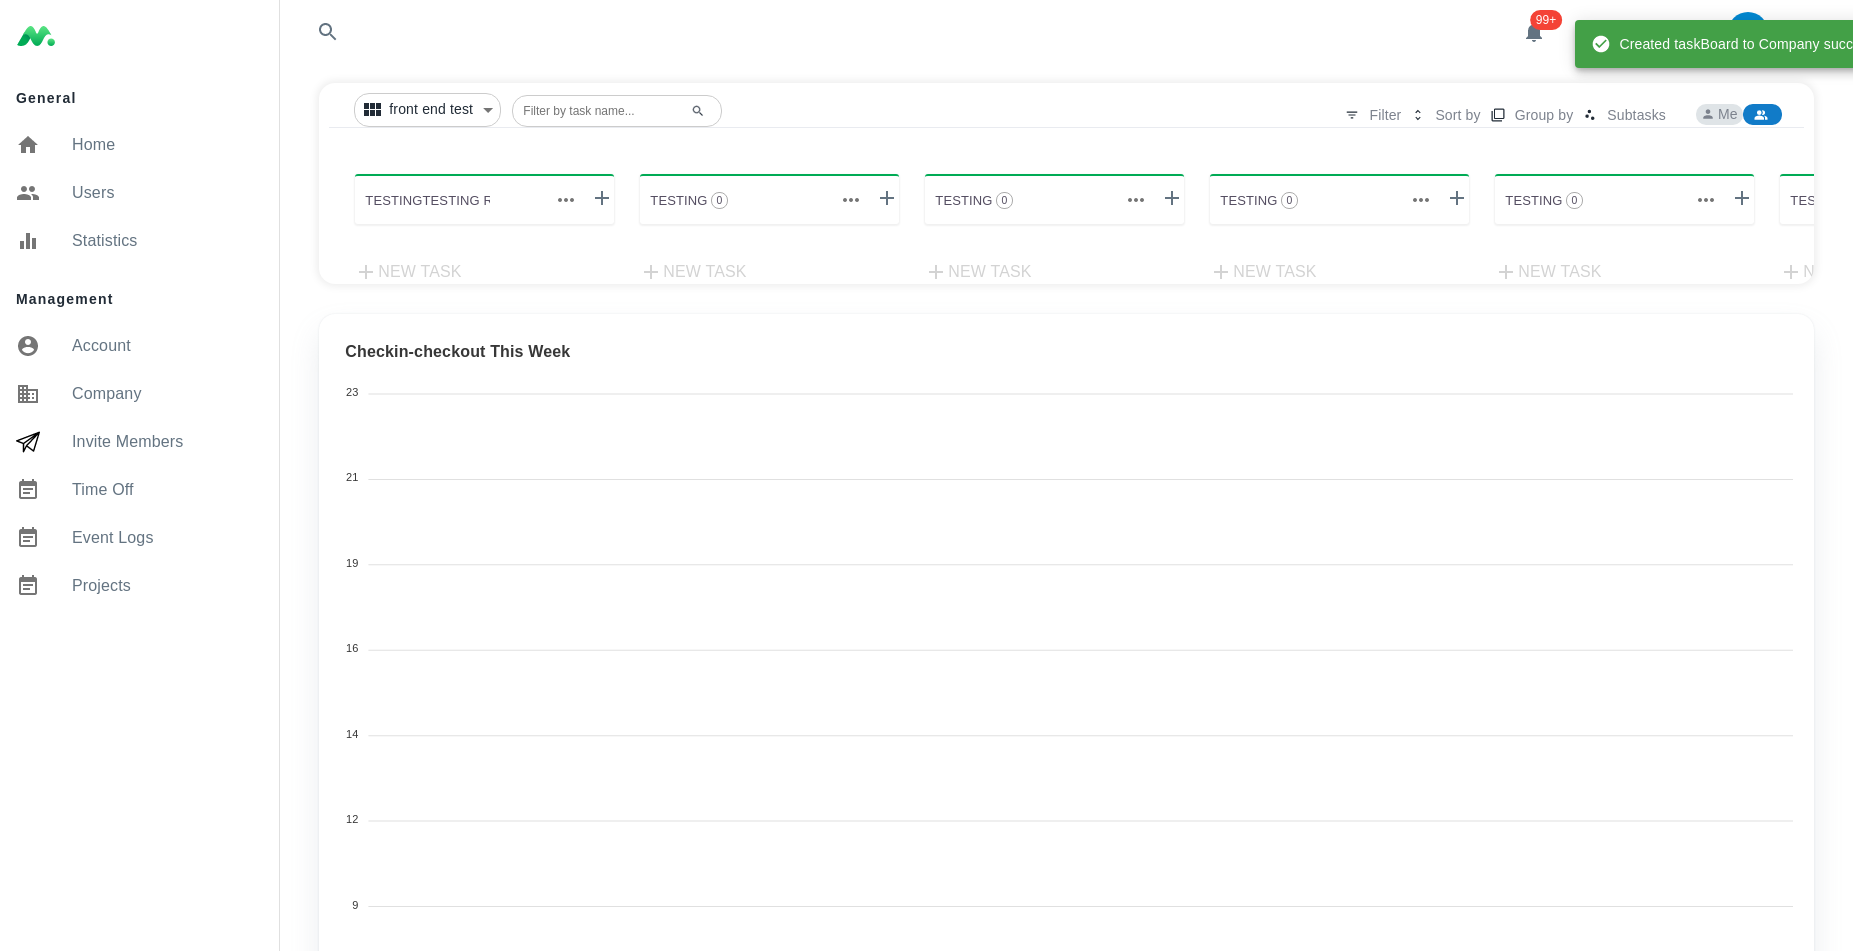 99+
Created taskBoard to Company succ
General
Home
Users
Statistics
Management
Account
Company
Invite Members
Time Off
Event Logs
Projects
front end test
Filter by task name...
Filter
Sort by
Group by
Subtasks
Me
TESTINGTESTING R
TESTING 0
TESTING 0
TESTING 0
TESTING 0
TES
NEW TASK
NEW TASK
NEW TASK
NEW TASK
NEW TASK
N
Checkin-checkout This Week
23
21
19
16
14
12
9